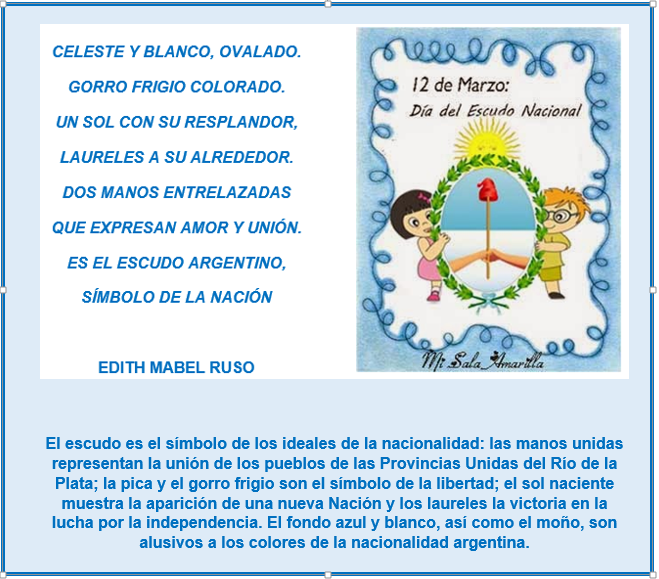 CELESTE Y BLANCO, OVALADO.
GORRO FRIGIO COLORADO.
UN SOL CON SU RESPLANDOR,
LAURELES A SU ALREDEDOR.
DOS MANOS ENTRELAZADAS
QUE EXPRESAN AMOR Y UNIÓN.
ES EL ESCUDO ARGENTINO,
SÍMBOLO DE LA NACIÓN
EDITH MABEL RUSO
12 de Marzo:
Día del Escudo Nacional
Mi Sala Amarilla
El escudo es el símbolo de los ideales de la nacionalidad: las manos unidas
representan la unión de los pueblos de las Provincias Unidas del Río de la
Plata; la pica y el gorro frigio son el símbolo de la libertad; el sol naciente
muestra la aparición de una nueva Nación y los laureles la victoria en la
lucha por la independencia. El fondo azul y blanco, así como el moño, son
alusivos a los colores de la nacionalidad argentina.